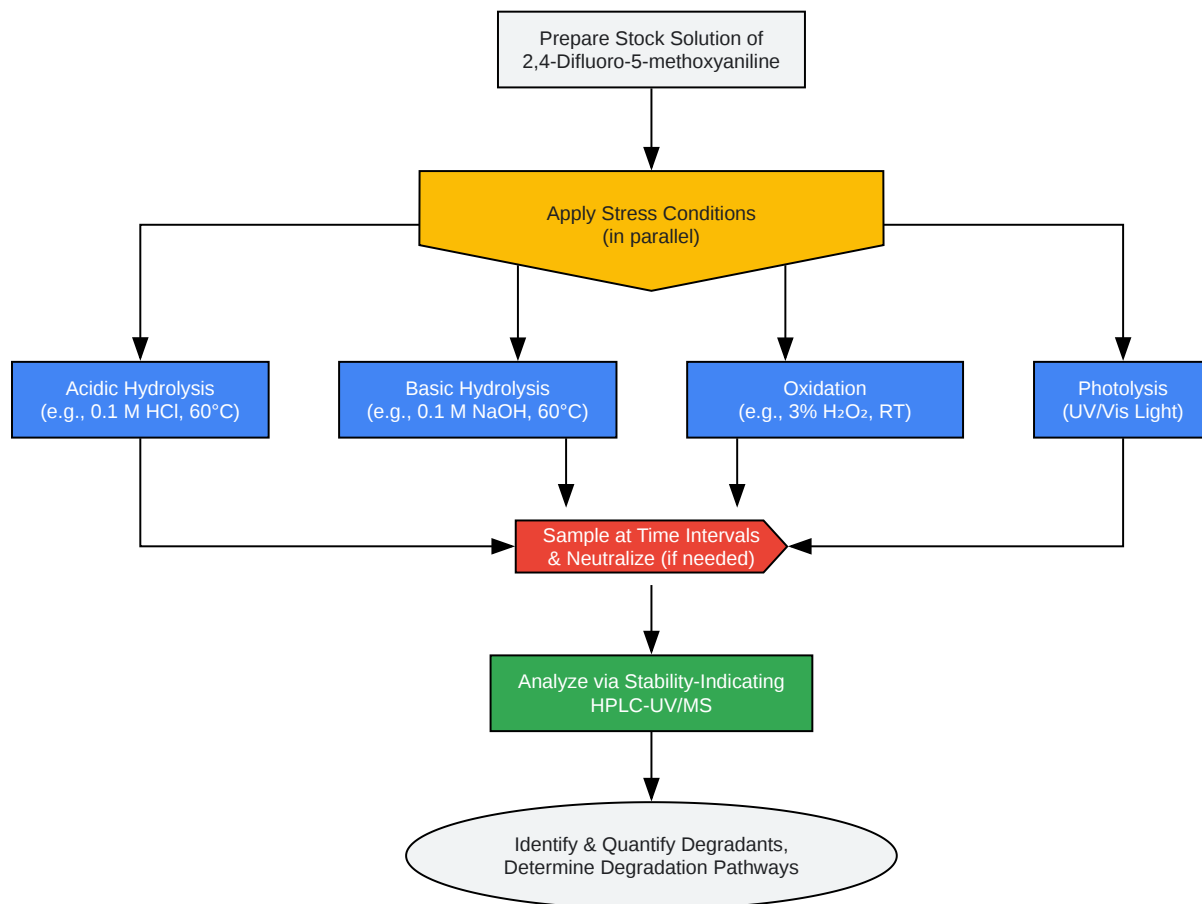 Prepare Stock Solution of
2,4-Difluoro-5-methoxyaniline
Apply Stress Conditions
(in parallel)
Acidic Hydrolysis
(e.g., 0.1 M HCl, 60°C)
Basic Hydrolysis
(e.g., 0.1 M NaOH, 60°C)
Oxidation
(e.g., 3% H₂O₂, RT)
Photolysis
(UV/Vis Light)
Sample at Time Intervals
& Neutralize (if needed)
Analyze via Stability-Indicating
HPLC-UV/MS
Identify & Quantify Degradants,
Determine Degradation Pathways